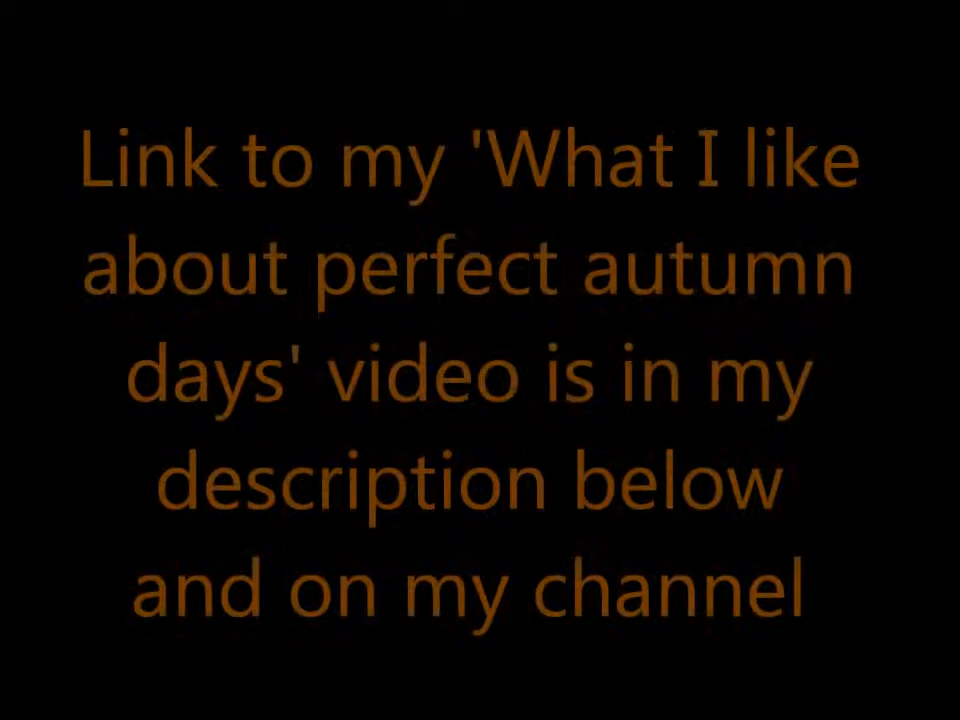 Link to my 'What I like
about perfect autumn
days' video is in my
description below
and on my channel